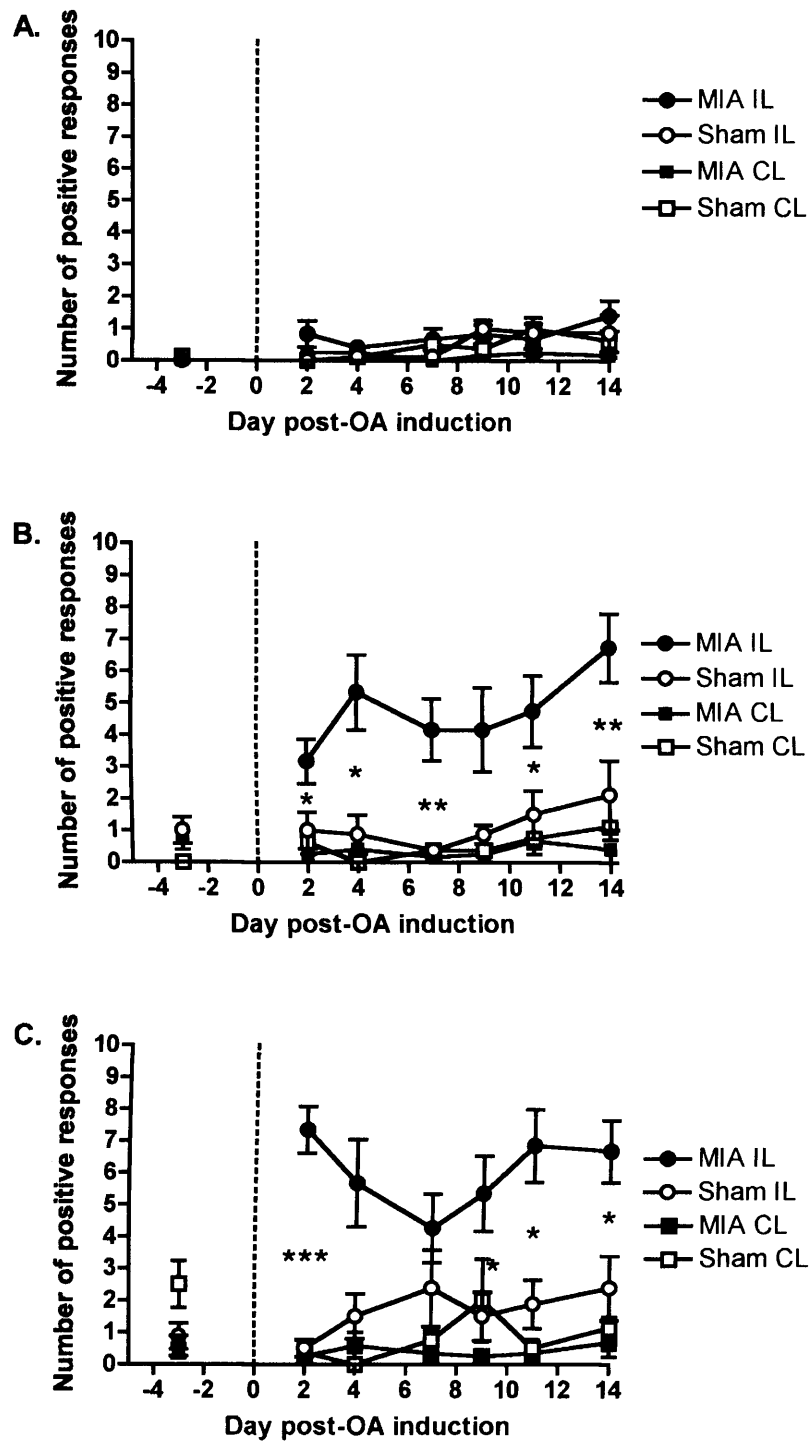 A.
Number of positive responses
10
9
8
7
6
5
4
3
2
1
0
-4 -2 0 2 4 6 8 10 12 14
Day post-OA induction
MIA IL
Sham IL
MIA CL
Sham CL
B.
Number of positive responses
10
9
8
7
6
5
4
3
2
1
0
* * ** * **
-4 -2 0 2 4 6 8 10 12 14
Day post-OA induction
MIA IL
Sham IL
MIA CL
Sham CL
C.
Number of positive responses
10
9
8
7
6
5
4
3
2
1
0
*** * * *
-4 -2 0 2 4 6 8 10 12 14
Day post-OA induction
MIA IL
Sham IL
MIA CL
Sham CL